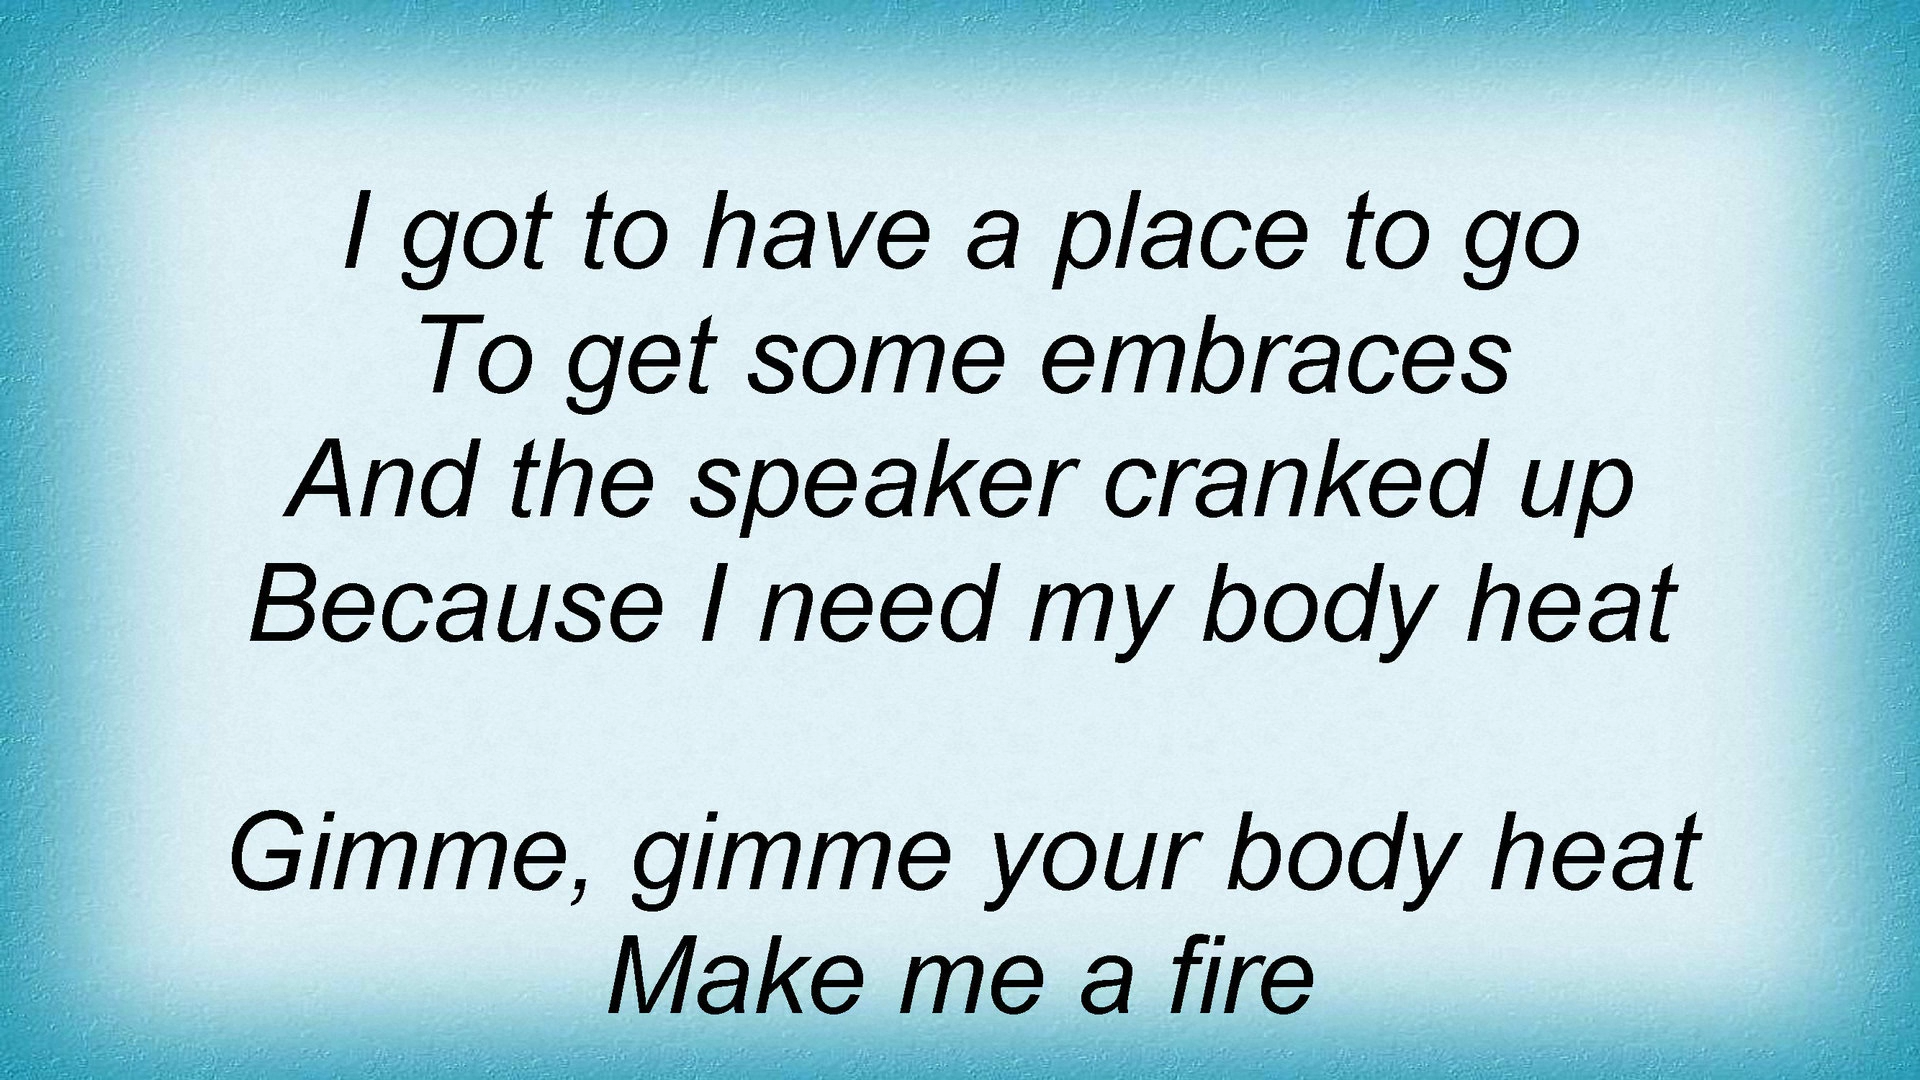 I got to have a place to go
To get some embraces
And the speaker cranked up
Because I need my body heat
Gimme, gimme your body heat
Make me a fire